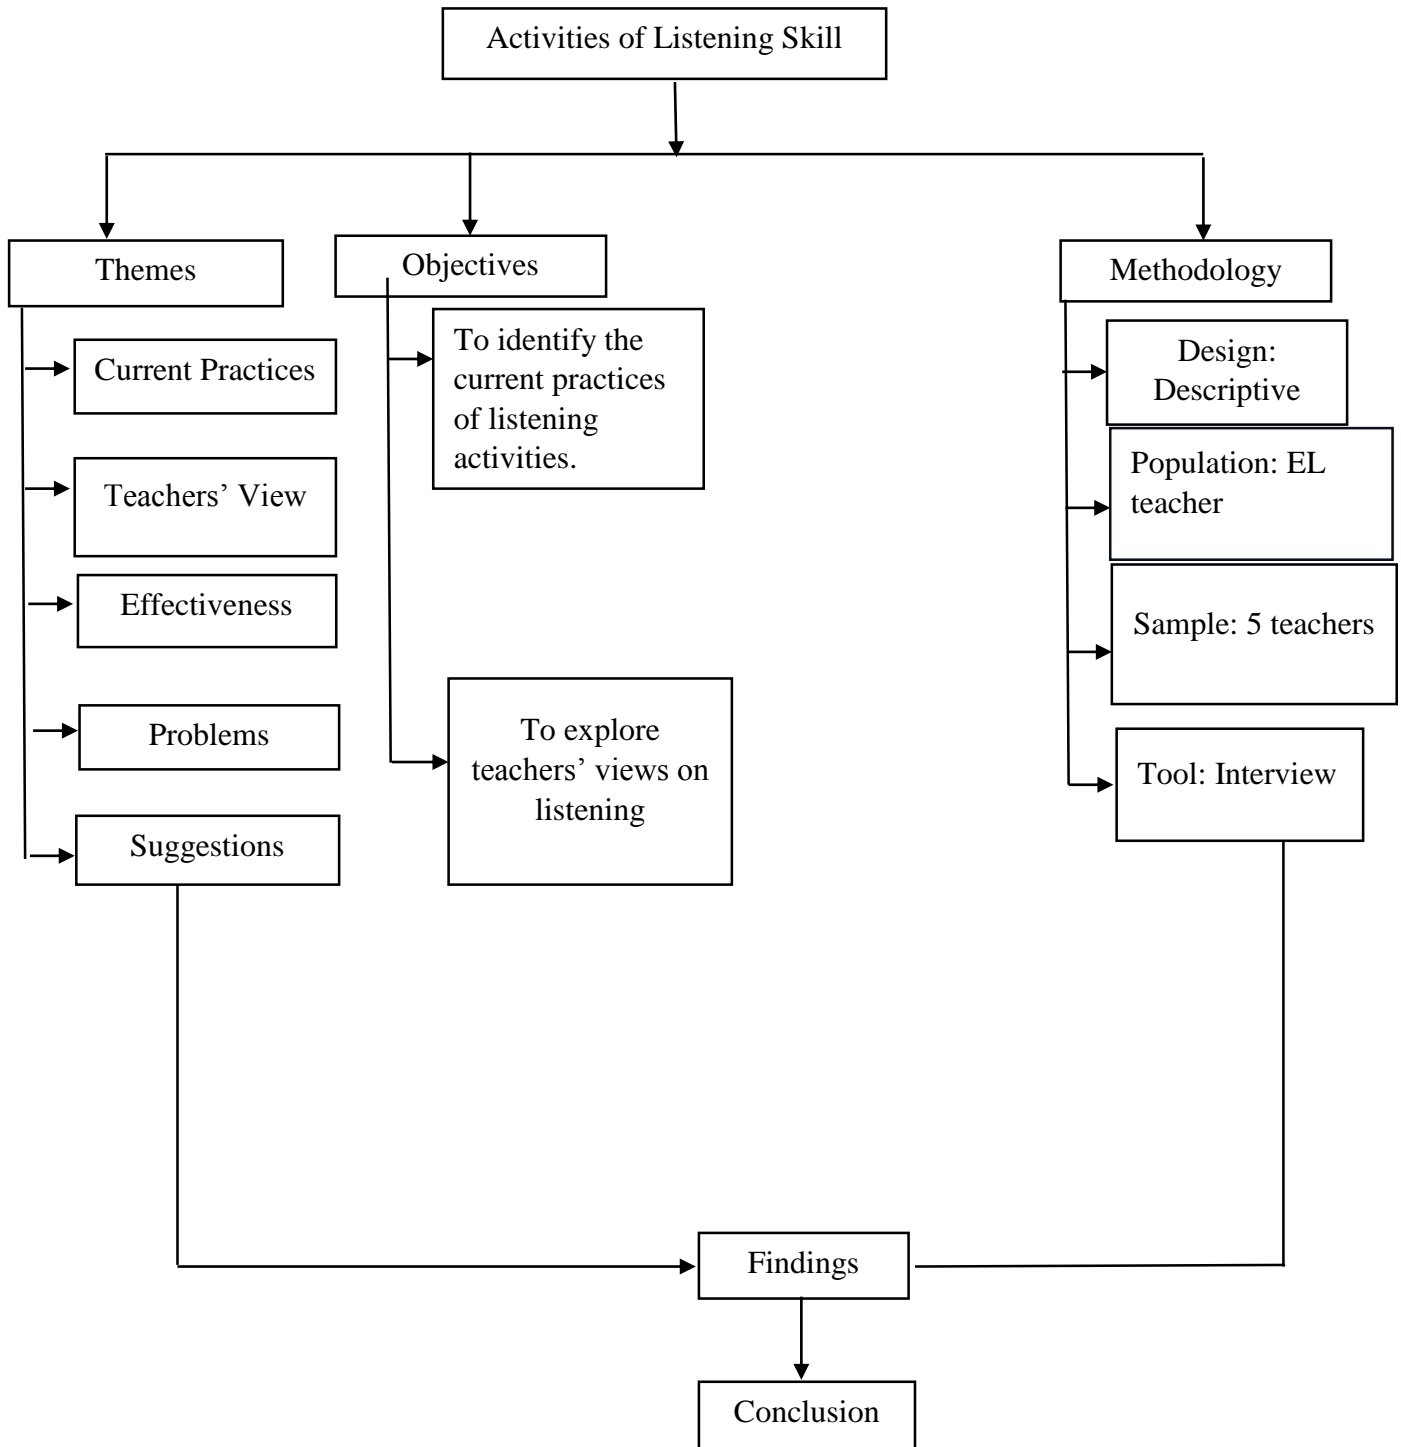 Activities of Listening Skill
Themes
Objectives
Methodology
Current Practices
Teachers’ View
Effectiveness
Problems
Suggestions
To identify the
current practices
of listening
activities.
To explore
teachers’ views on
listening
Design:
Descriptive
Population: EL
teacher
Sample: 5 teachers
Tool: Interview
Findings
Conclusion